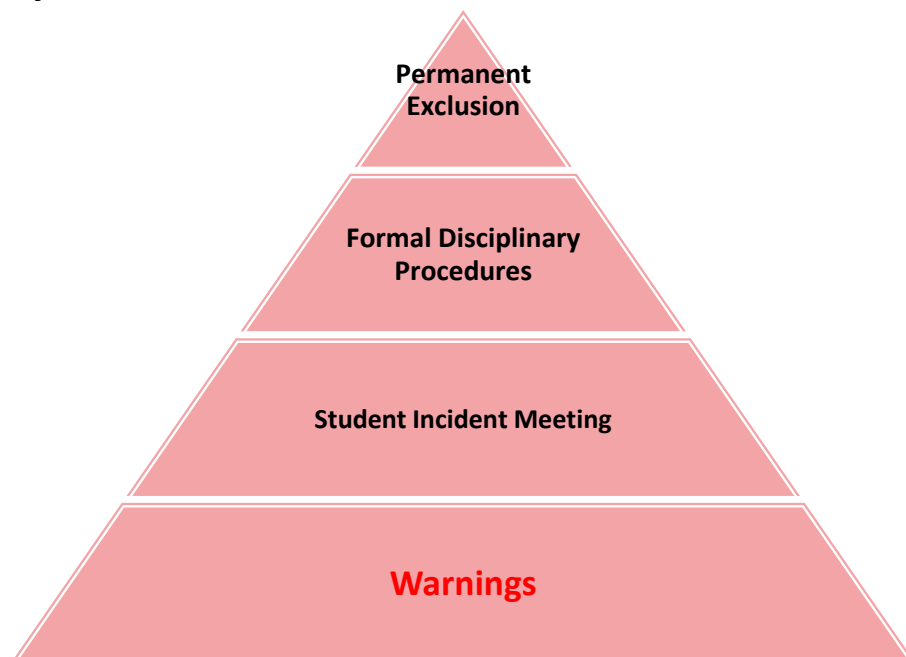 Permanent
Exclusion
Formal Disciplinary
Procedures
Student Incident Meeting
Warnings